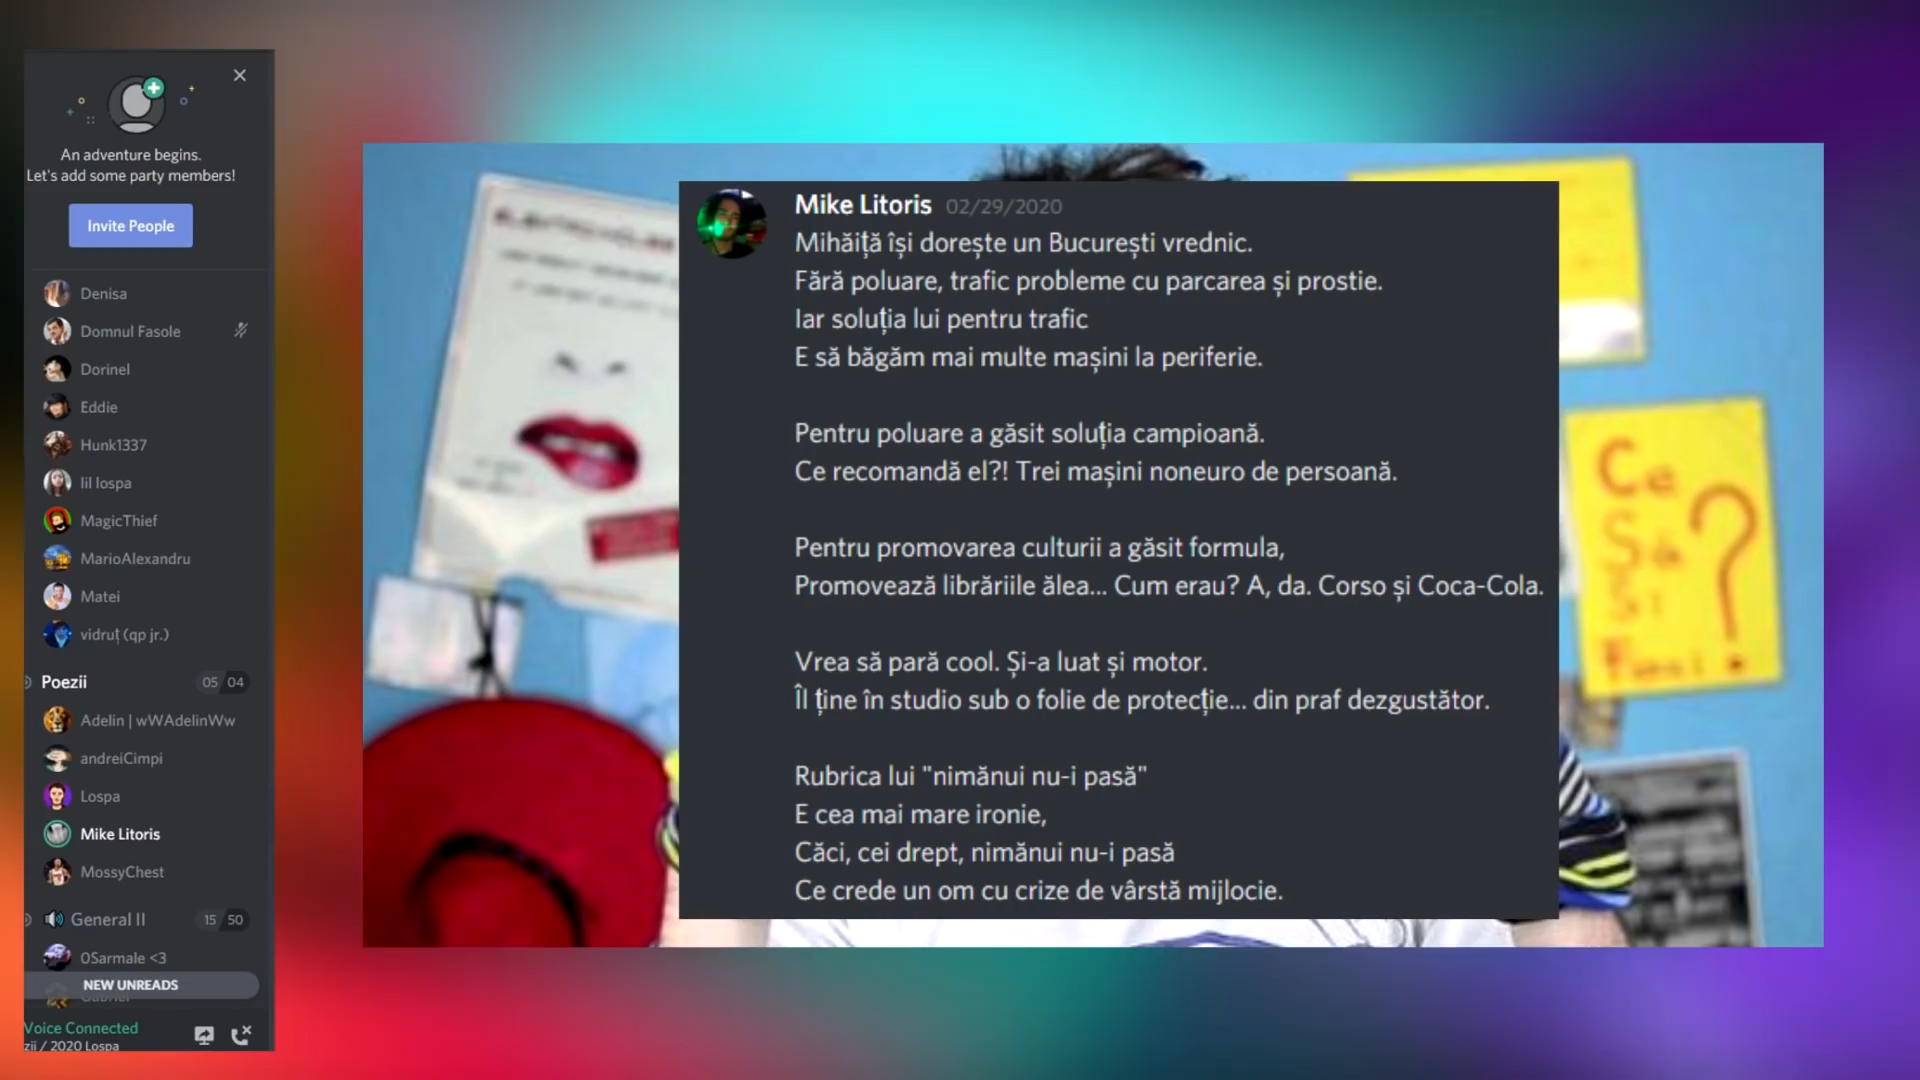 An adventure begins.
Let's add some party members!
Invite People
Denisa
Domnul Fasole
Dorinel
Eddie
Hunk1337
lil lospa
MagicThief
MarioAlexandru
Matei
vidruț (qp jr.)
Poezii 05 04
Adelin | wWAdelinWw
andreiCimpi
Lospa
Mike Litoris
MossyChest
General II 15 50
0Sarmale <3
NEW UNREADS
Voice Connected
zii / 2020 Lospa
Mike Litoris 02/29/2020
Mihăiță își dorește un București vrednic.
Fără poluare, trafic probleme cu parcarea și prostie.
Iar soluția lui pentru trafic
E să băgăm mai multe mașini la periferie.
Pentru poluare a găsit soluția campioană.
Ce recomandă el?! Trei mașini noneuro de persoană.
Pentru promovarea culturii a găsit formula,
Promovează librăriile ălea... Cum erau? A, da. Corso și Coca-Cola.
Vrea să pară cool. Și-a luat și motor.
Îl ține în studio sub o folie de protecție... din praf dezgustător.
Rubrica lui "nimănui nu-i pasă"
E cea mai mare ironie,
Căci, cei drept, nimănui nu-i pasă
Ce crede un om cu crize de vârstă mijlocie.
Ce
Să
?